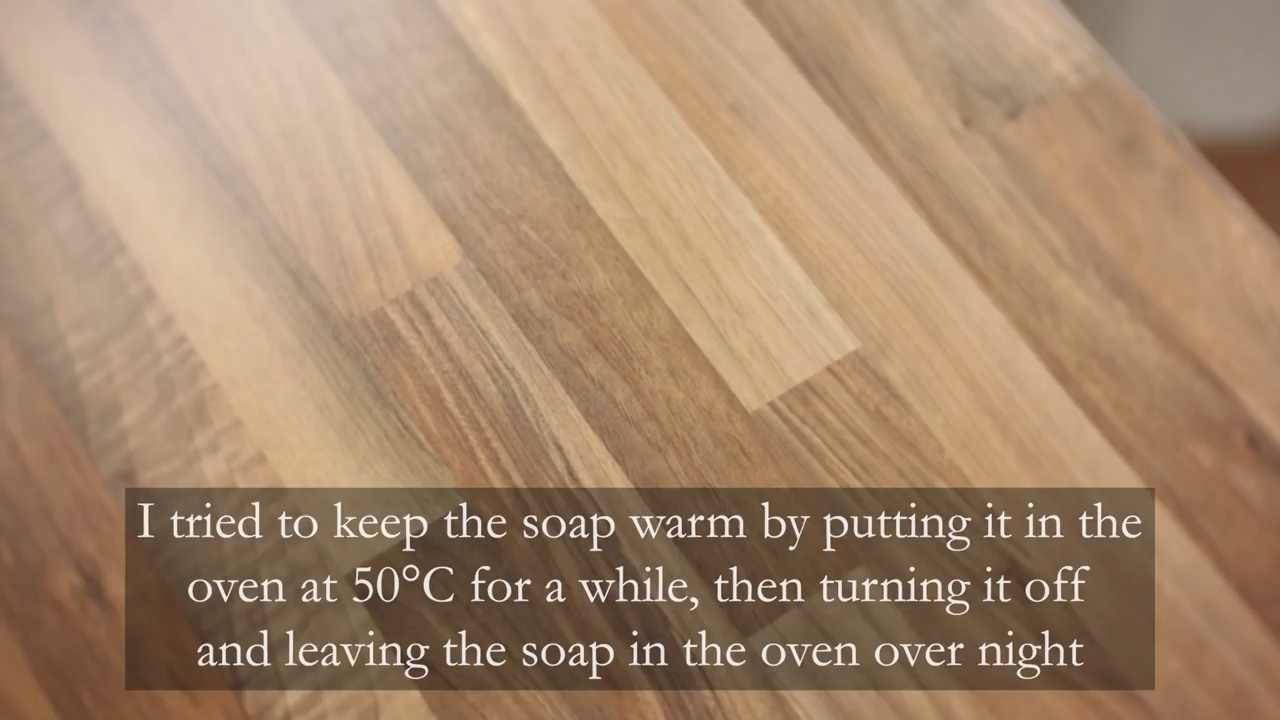 I tried to keep the soap warm by putting it in the
oven at 50°C for a while, then turning it off
and leaving the soap in the oven over night